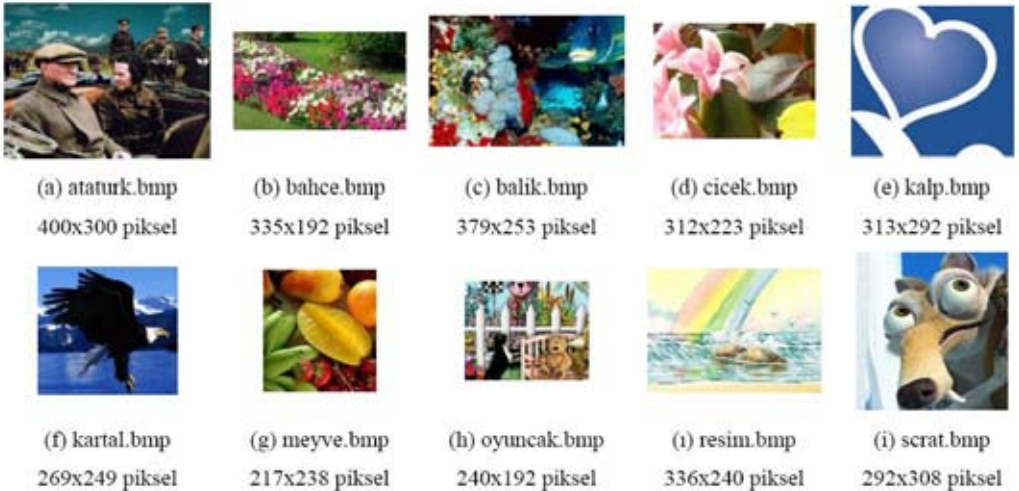 (a) ataturk.bmp
(b) bahce.bmp
(c) balik.bmp
(d) cicek.bmp
(e) kalp.bmp
400x300 piksel
335x192 piksel
379x253 piksel
312x223 piksel
313x292 piksel
(f) kartal.bmp
(g) meyve.bmp
(h) oyuncak.bmp
(ı) resim.bmp
(i) scrat.bmp
269x249 piksel
217x238 piksel
240x192 piksel
336x240 piksel
292x308 piksel